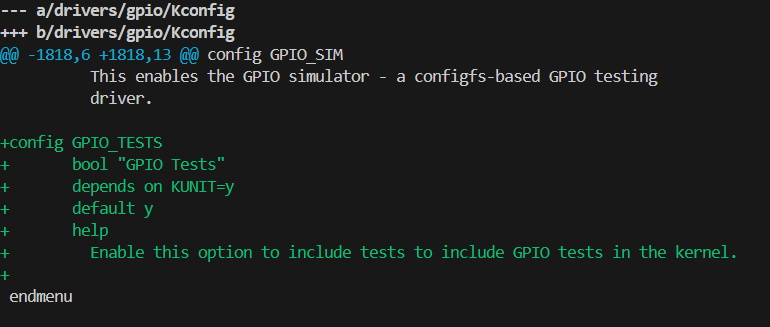 --- a/drivers/gpio/Kconfig
+++ b/drivers/gpio/Kconfig
@@ -1818,6 +1818,13 @@ config GPIO_SIM
          This enables the GPIO simulator - a configfs-based GPIO testing
          driver.

+config GPIO_TESTS
+       bool "GPIO Tests"
+       depends on KUNIT=y
+       default y
+       help
+         Enable this option to include tests to include GPIO tests in the kernel.
+
 endmenu